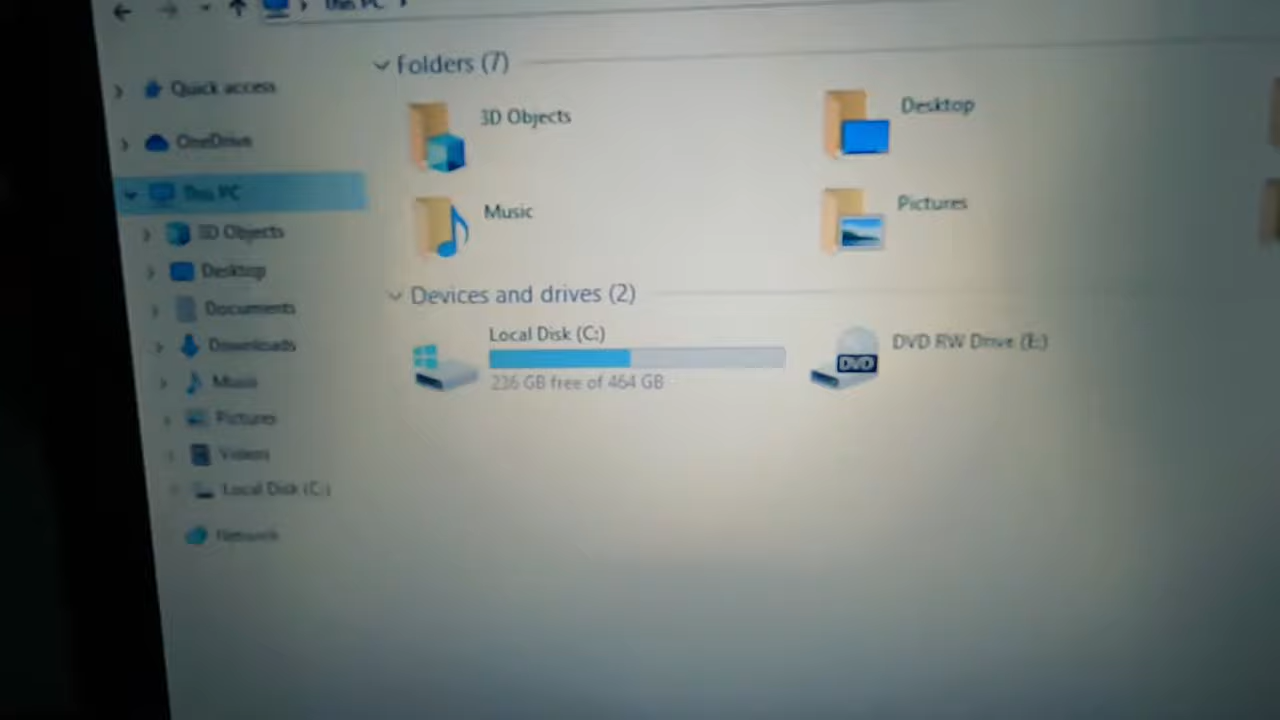 This PC
Folders (7)
Quick access
3D Objects
Desktop
OneDrive
This PC
Music
Pictures
3D Objects
Desktop
Devices and drives (2)
Documents
Local Disk (C:)
DVD RW Drive (E:)
Downloads
DVD
236 GB free of 464 GB
Music
Pictures
Videos
Local Disk (C:)
Network